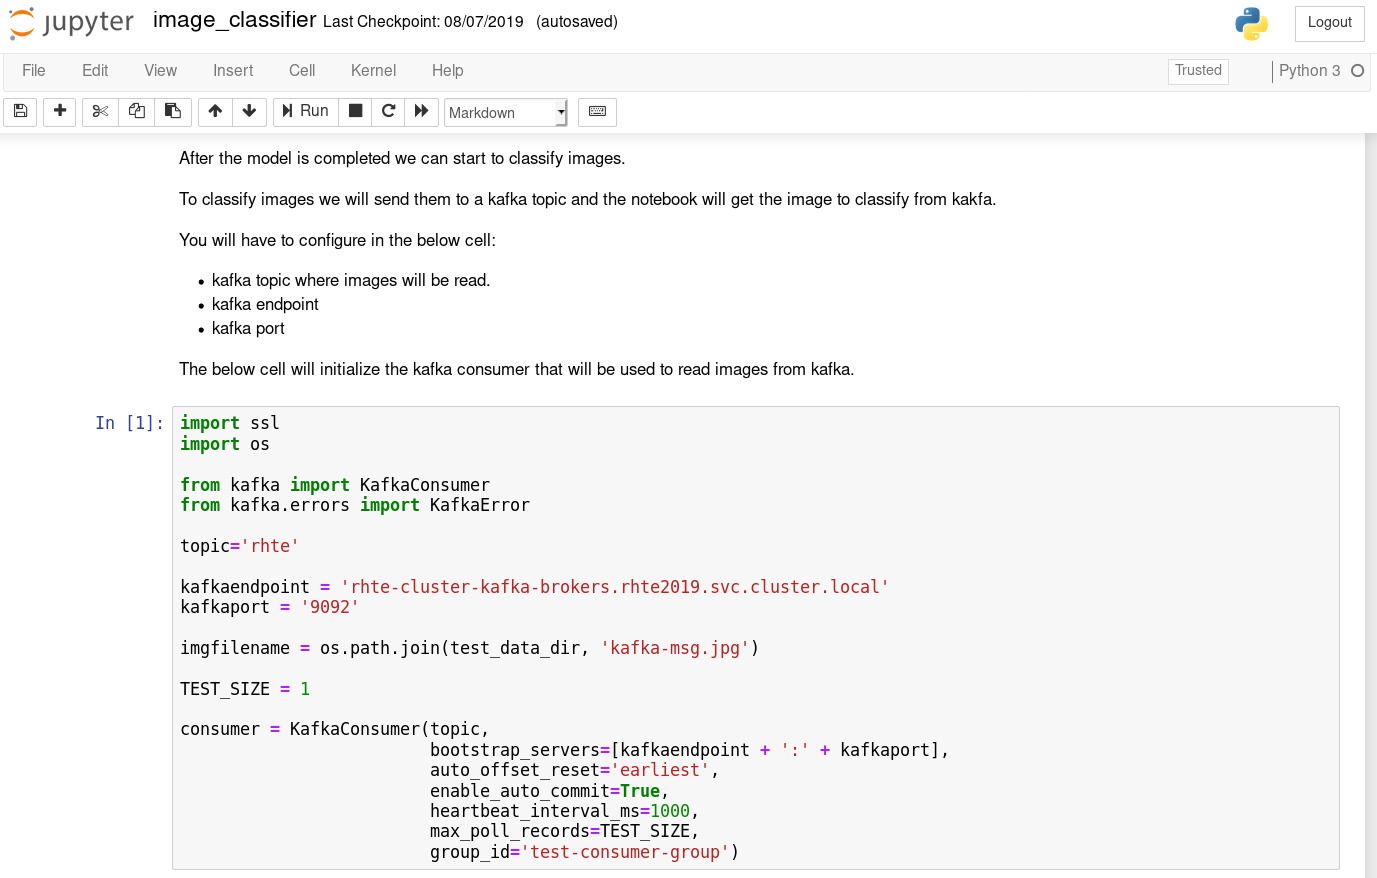 jupyter image_classifier Last Checkpoint: 08/07/2019 (autosaved) Logout
File Edit View Insert Cell Kernel Help Trusted Python 3
Run Markdown
After the model is completed we can start to classify images.
To classify images we will send them to a kafka topic and the notebook will get the image to classify from kakfa.
You will have to configure in the below cell:
• kafka topic where images will be read.
• kafka endpoint
• kafka port
The below cell will initialize the kafka consumer that will be used to read images from kafka.
In [1]: import ssl
import os
from kafka import KafkaConsumer
from kafka.errors import KafkaError
topic='rhte'
kafkaendpoint = 'rhte-cluster-kafka-brokers.rhte2019.svc.cluster.local'
kafkaport = '9092'
imgfilename = os.path.join(test_data_dir, 'kafka-msg.jpg')
TEST_SIZE = 1
consumer = KafkaConsumer(topic,
bootstrap_servers=[kafkaendpoint + ':' + kafkaport],
auto_offset_reset='earliest',
enable_auto_commit=True,
heartbeat_interval_ms=1000,
max_poll_records=TEST_SIZE,
group_id='test-consumer-group')